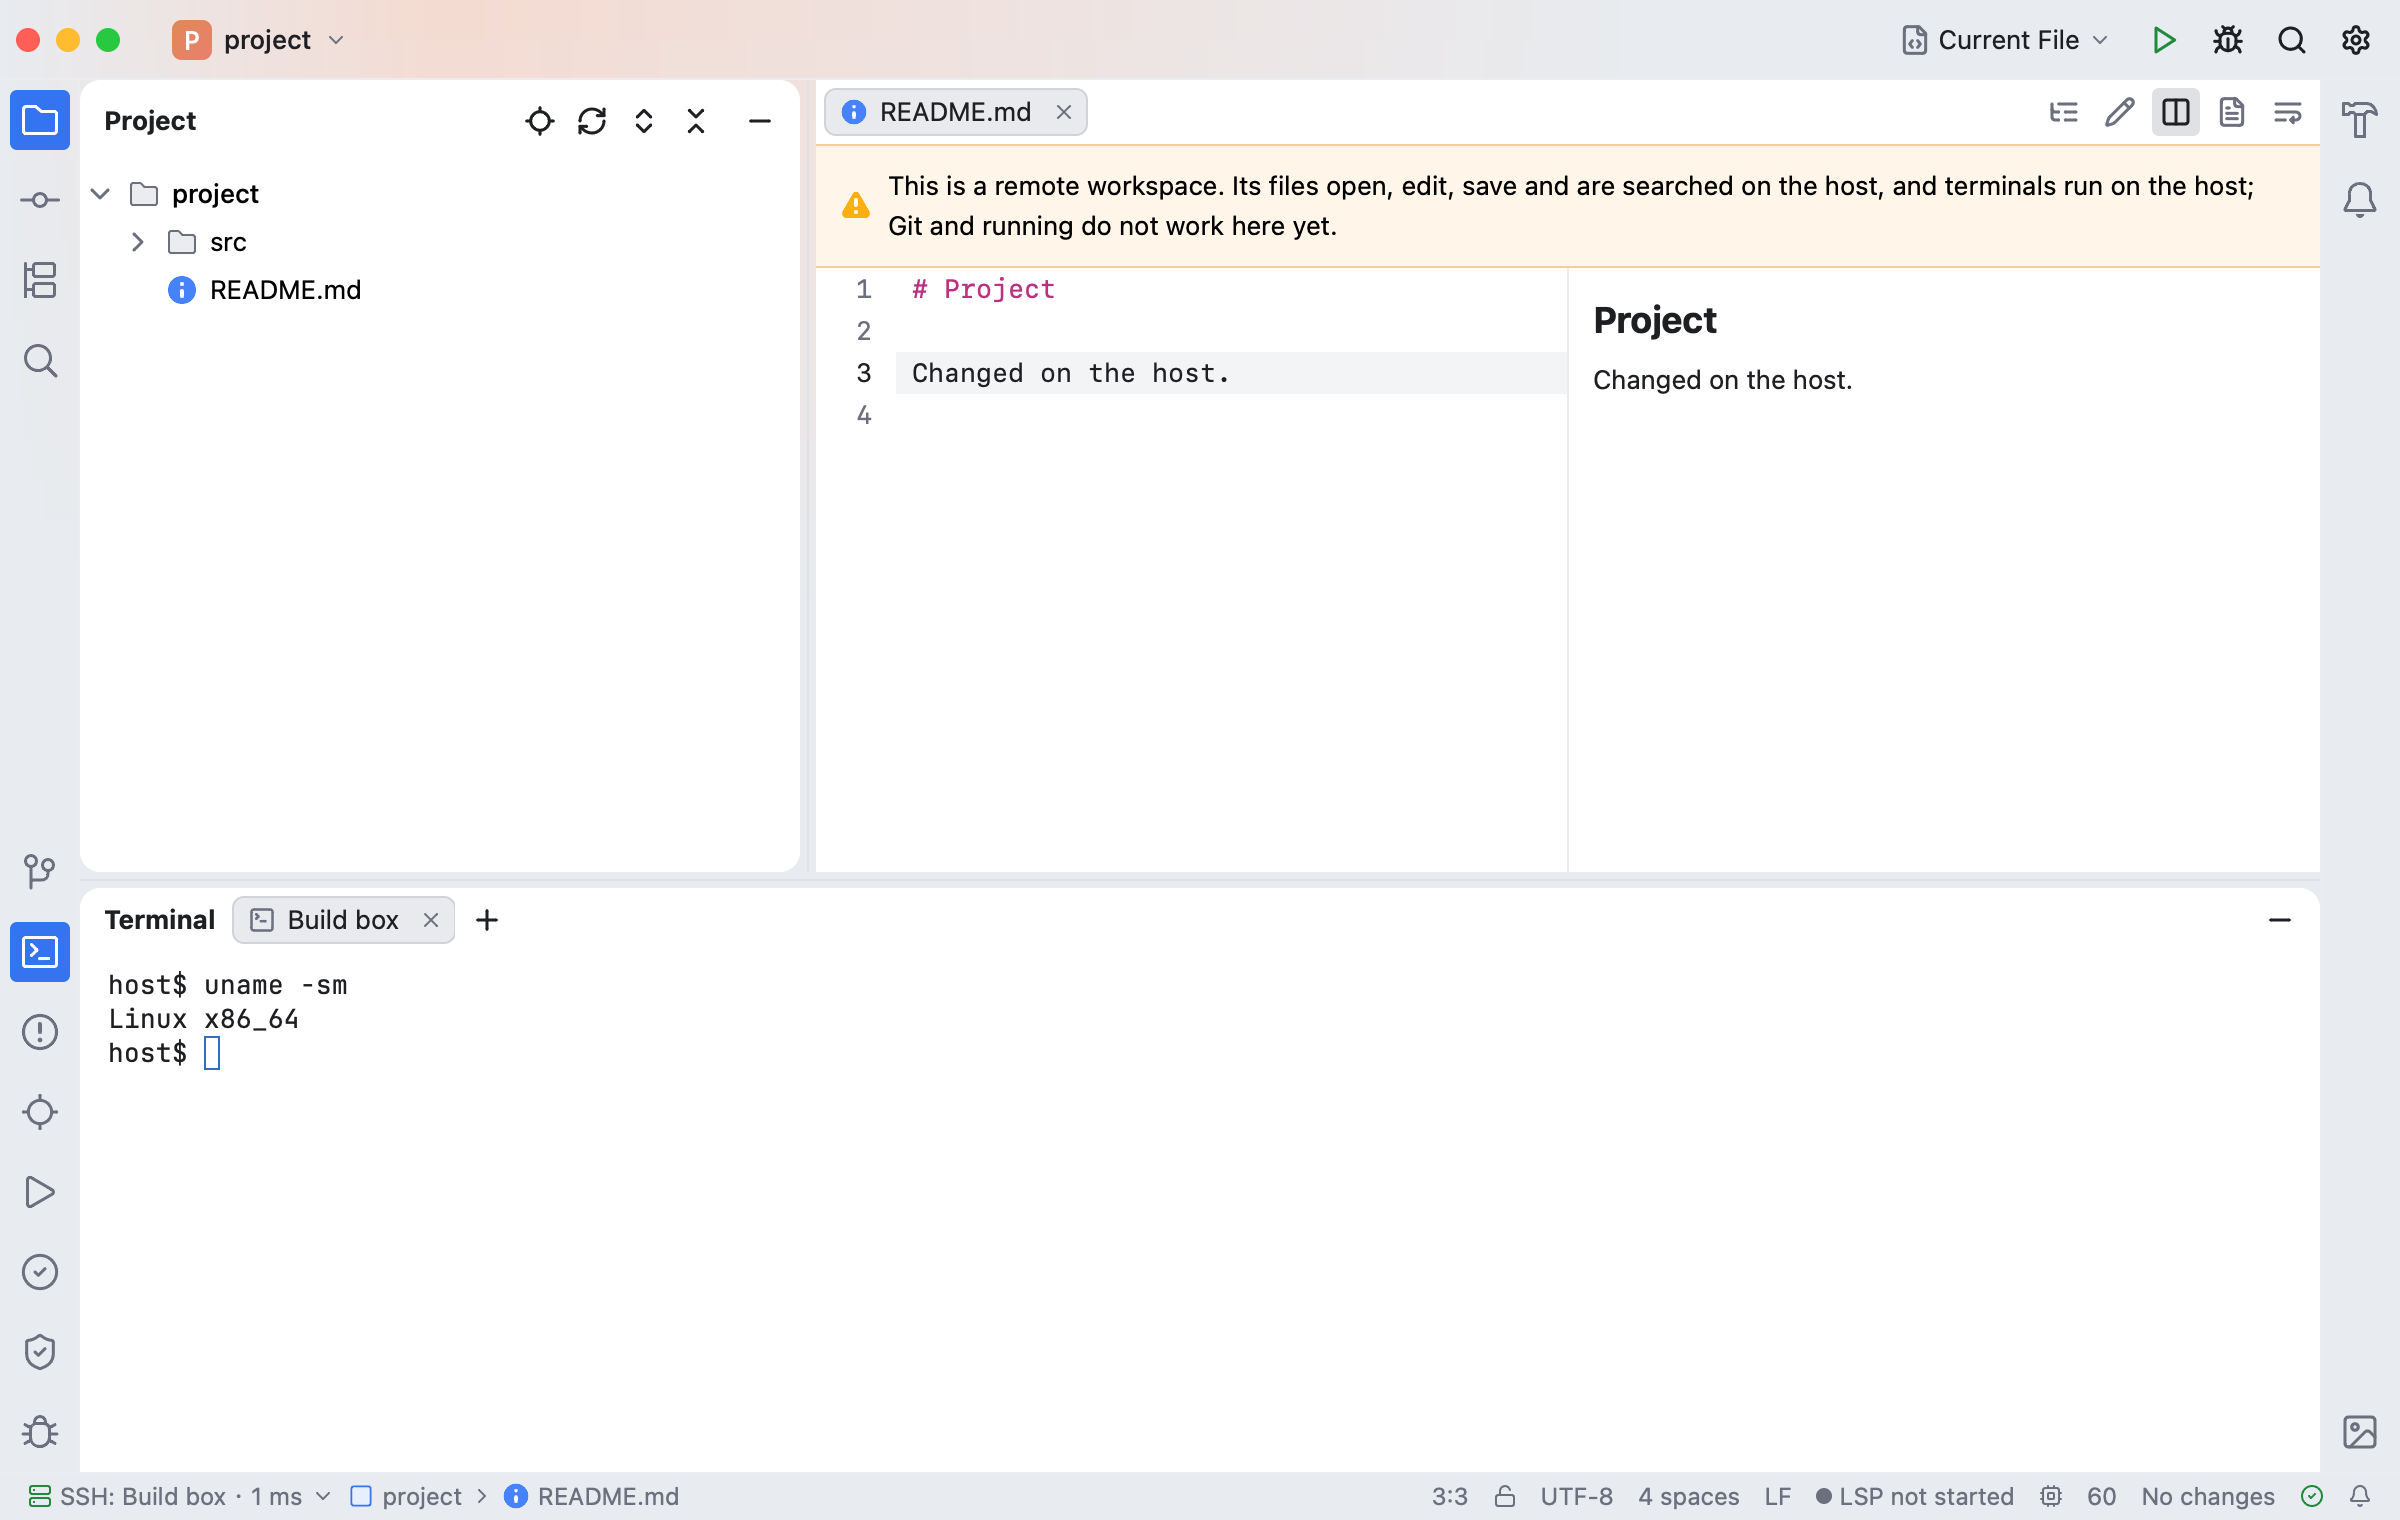 P project
Current File
Project
project
src
README.md
README.md
This is a remote workspace. Its files open, edit, save and are searched on the host, and terminals run on the host;
Git and running do not work here yet.
1 # Project
2
3 Changed on the host.
4
Project
Changed on the host.
Terminal
Build box
host$ uname -sm
Linux x86_64
host$
SSH: Build box · 1 ms
project
README.md
3:3
UTF-8
4 spaces
LF
LSP not started
60
No changes